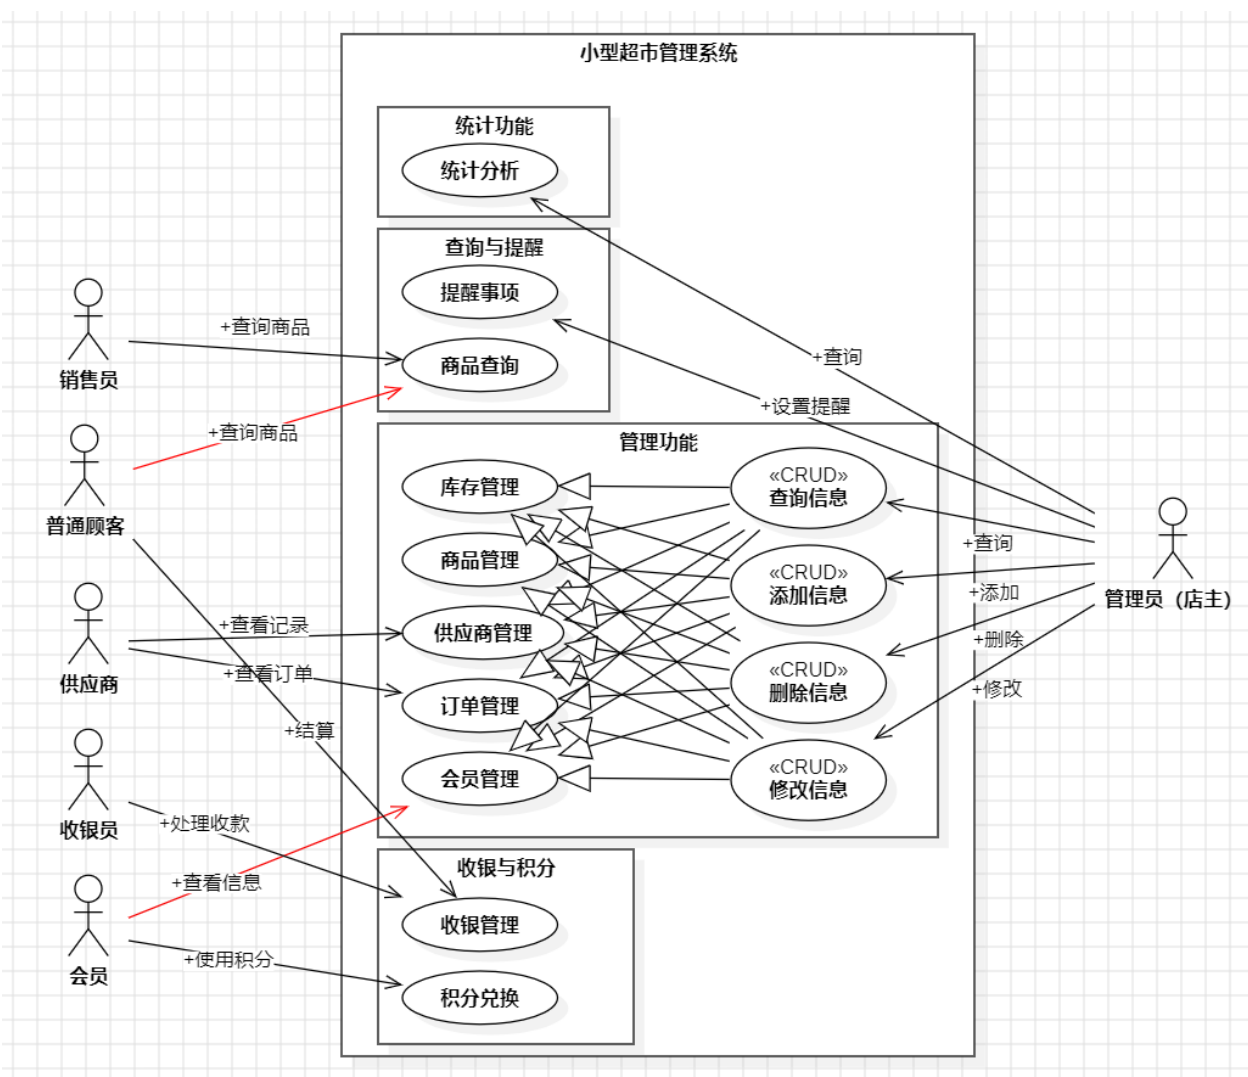 小型超市管理系统
统计功能
统计分析
查询与提醒
提醒事项
商品查询
管理功能
库存管理
商品管理
供应商管理
订单管理
会员管理
«CRUD»
查询信息
«CRUD»
添加信息
«CRUD»
删除信息
«CRUD»
修改信息
收银与积分
收银管理
积分兑换
销售员
普通顾客
供应商
收银员
会员
管理员（店主）
+查询商品
+查询商品
+查看记录
+查看订单
+结算
+处理收款
+查看信息
+使用积分
+查询
+设置提醒
+查询
+添加
+删除
+修改